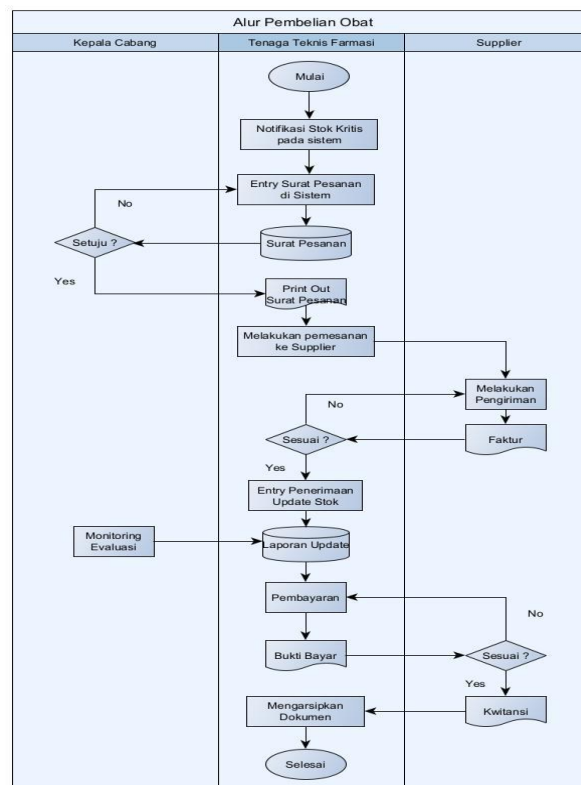 Alur Pembelian Obat
Kepala Cabang
Tenaga Teknis Farmasi
Supplier
Mulai
Notifikasi Stok Kritis
pada sistem
Entry Surat Pesanan
di Sistem
No
Setuju ?
Surat Pesanan
Yes
Print Out
Surat Pesanan
Melakukan pemesanan
ke Supplier
Melakukan
Pengiriman
No
Sesuai ?
Faktur
Yes
Entry Penerimaan
Update Stok
Monitoring
Evaluasi
Laporan Update
Pembayaran
No
Bukti Bayar
Sesuai ?
Yes
Mengarsipkan
Dokumen
Kwitansi
Selesai